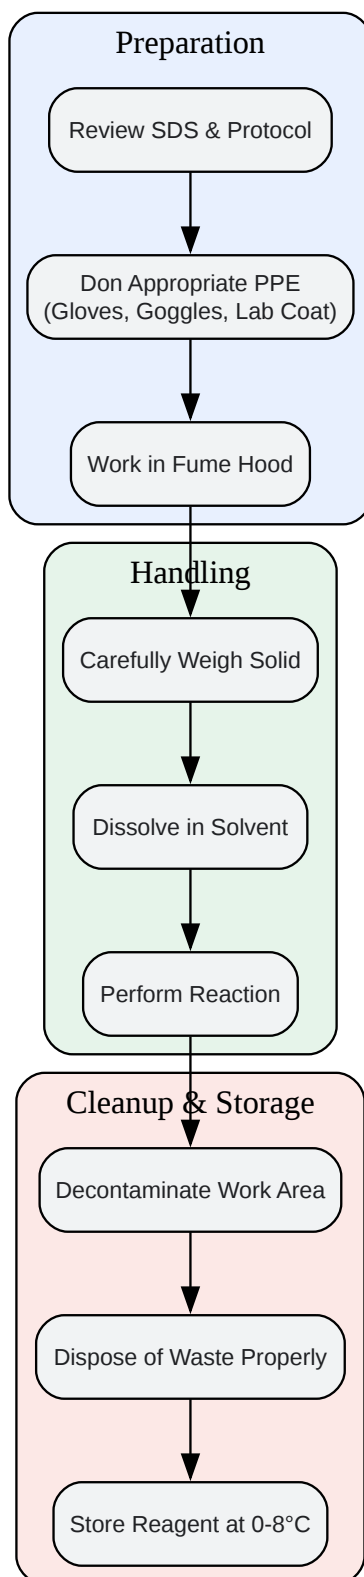 Preparation
Review SDS & Protocol
Don Appropriate PPE
(Gloves, Goggles, Lab Coat)
Work in Fume Hood
Handling
Carefully Weigh Solid
Dissolve in Solvent
Perform Reaction
Cleanup & Storage
Decontaminate Work Area
Dispose of Waste Properly
Store Reagent at 0-8°C